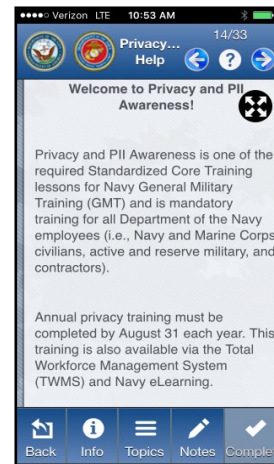 Verizon LTE 10:53 AM
Privacy... 14/33
Help
?
Welcome to Privacy and PII
Awareness!
Privacy and PII Awareness is one of the
required Standardized Core Training
lessons for Navy General Military
Training (GMT) and is mandatory
training for all Department of the Navy
employees (i.e., Navy and Marine Corps
civilians, active and reserve military, and
contractors).
Annual privacy training must be
completed by August 31 each year. This
training is also available via the Total
Workforce Management System
(TWMS) and Navy eLearning.
Back Info Topics Notes Complet